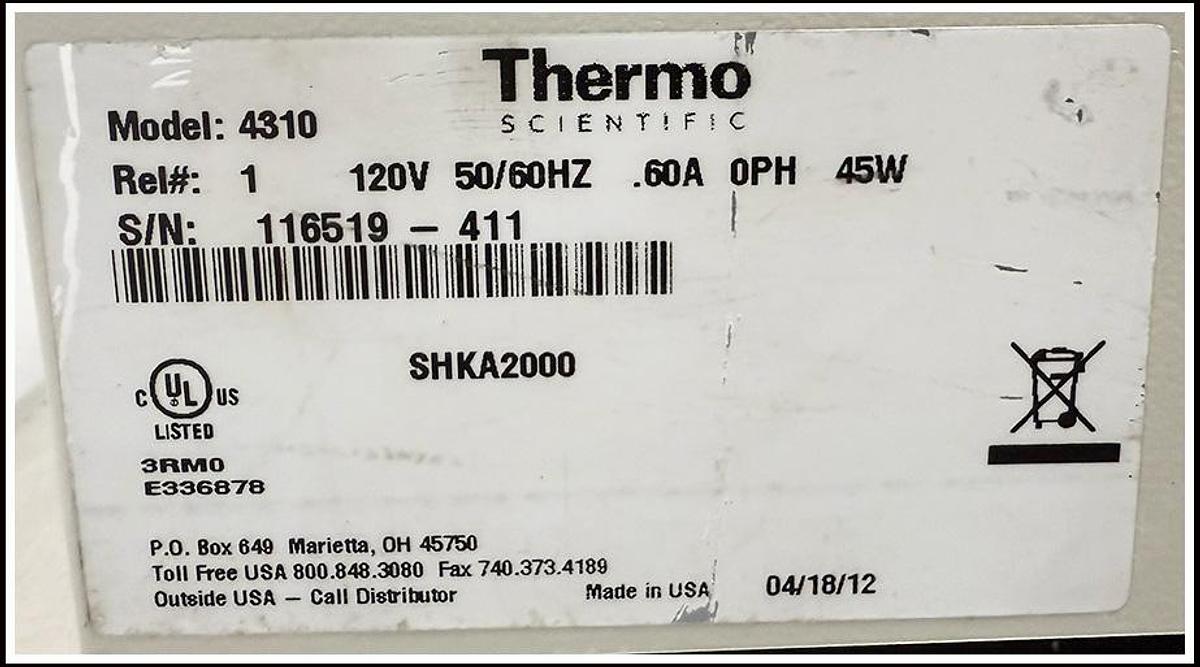 Thermo
SCIENTIFIC
Model: 4310
Rel#: 1 120V 50/60HZ .60A 0PH 45W
S/N: 116519 – 411
SHKA2000
C UL US
LISTED
3RM0
E336878
P.O. Box 649 Marietta, OH 45750
Toll Free USA 800.848.3080 Fax 740.373.4189
Outside USA – Call Distributor
Made in USA
04/18/12